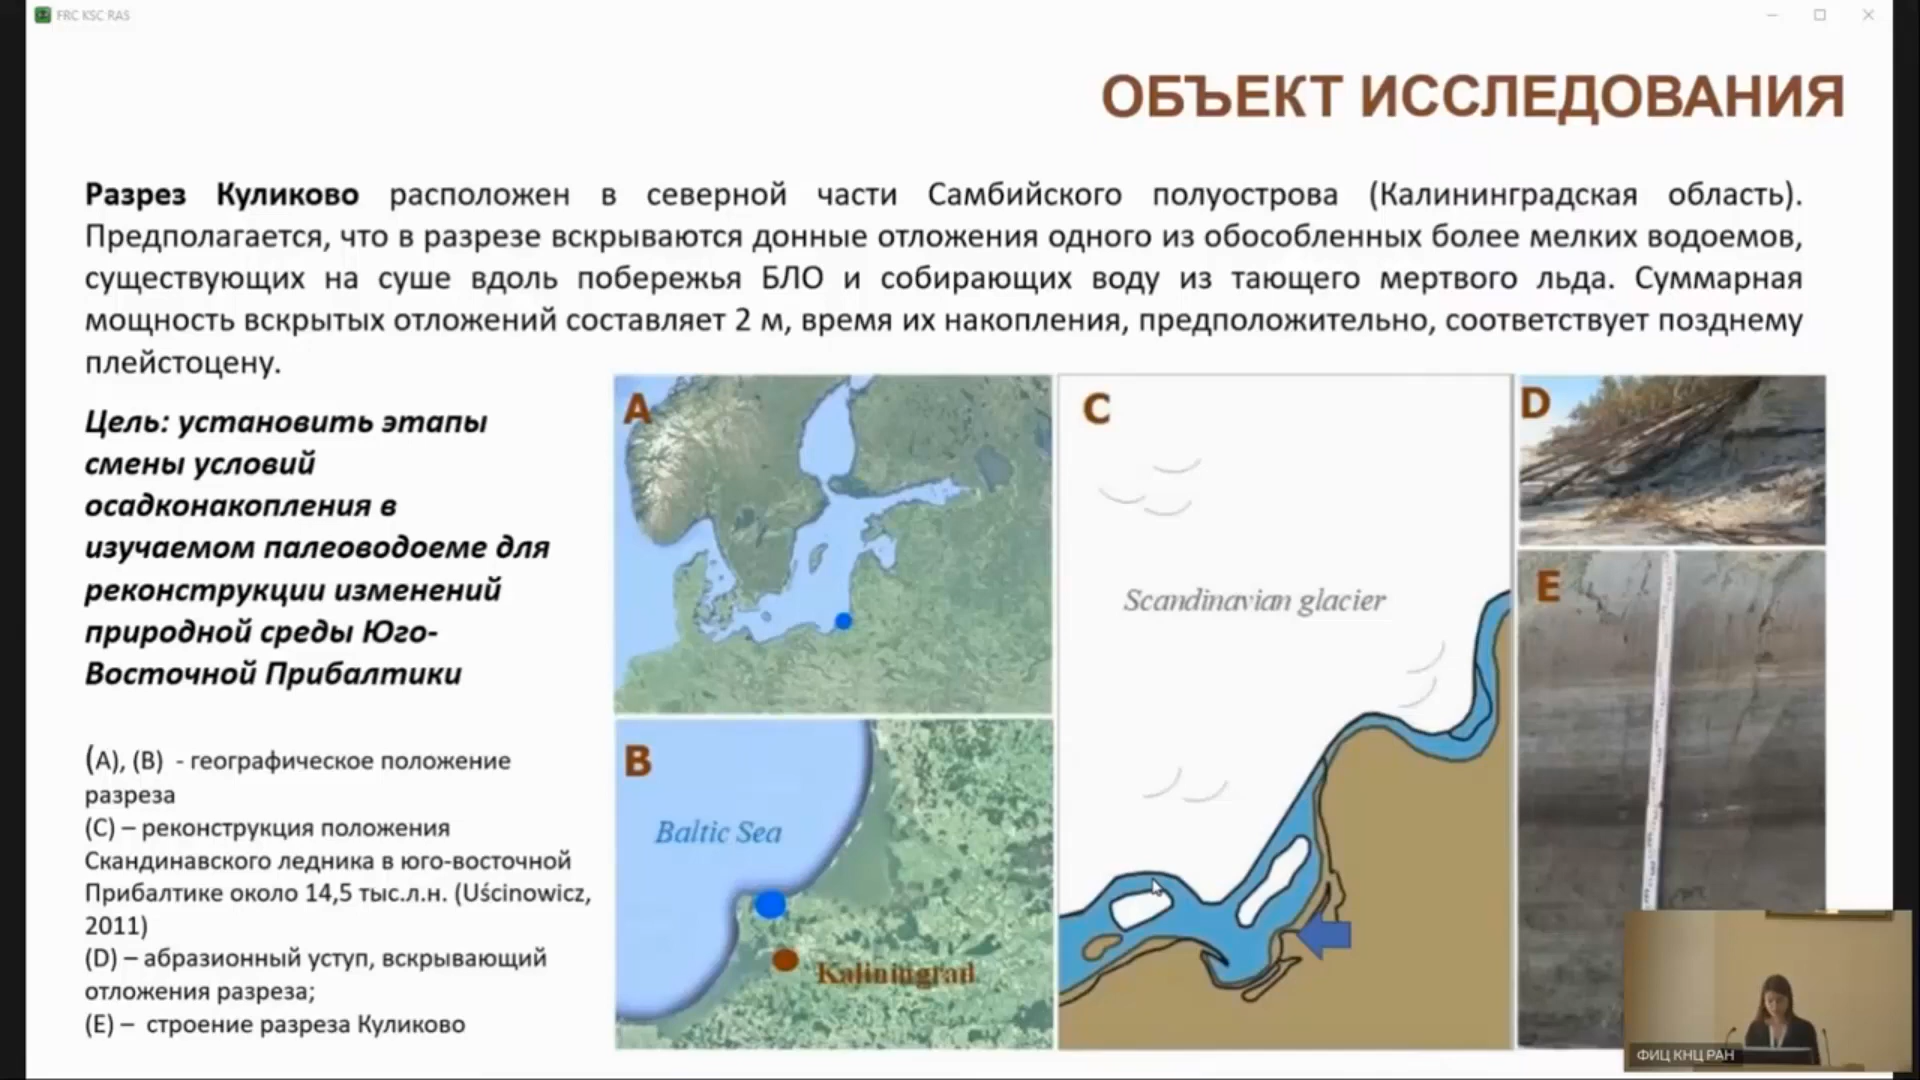 FRC KSC RAS
ОБЪЕКТ ИССЛЕДОВАНИЯ
Разрез Куликово расположен в северной части Самбийского полуострова (Калининградская область).
Предполагается, что в разрезе вскрываются донные отложения одного из обособленных более мелких водоемов,
существующих на суше вдоль побережья БЛО и собирающих воду из тающего мертвого льда. Суммарная
мощность вскрытых отложений составляет 2 м, время их накопления, предположительно, соответствует позднему
плейстоцену.
Цель: установить этапы
смены условий
осадконакопления в
изучаемом палеоводоеме для
реконструкции изменений
природной среды Юго-
Восточной Прибалтики
(A), (B) - географическое положение
разреза
(C) – реконструкция положения
Скандинавского ледника в юго-восточной
Прибалтике около 14,5 тыс.л.н. (Uścinowicz,
2011)
(D) – абразионный уступ, вскрывающий
отложения разреза;
(E) – строение разреза Куликово
A
B
Baltic Sea
Kaliningrad
C
Scandinavian glacier
D
E
ФИЦ КНЦ РАН